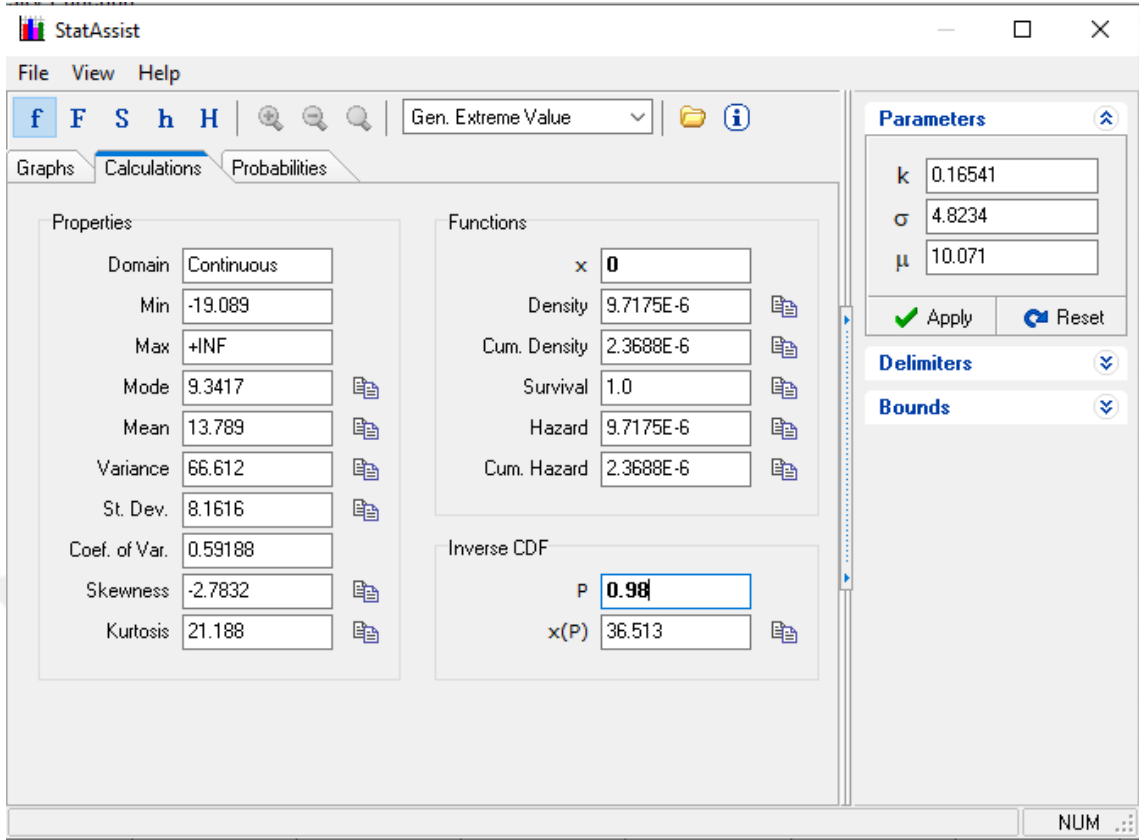 StatAssist
File View Help
f F S h H Gen. Extreme Value
Graphs Calculations Probabilities
Properties
Domain Continuous
Min -19.089
Max +INF
Mode 9.3417
Mean 13.789
Variance 66.612
St. Dev. 8.1616
Coef. of Var. 0.59188
Skewness -2.7832
Kurtosis 21.188
Functions
x 0
Density 9.7175E-6
Cum. Density 2.3688E-6
Survival 1.0
Hazard 9.7175E-6
Cum. Hazard 2.3688E-6
Inverse CDF
P 0.98
x(P) 36.513
Parameters
k 0.16541
σ 4.8234
μ 10.071
Apply Reset
Delimiters
Bounds
NUM